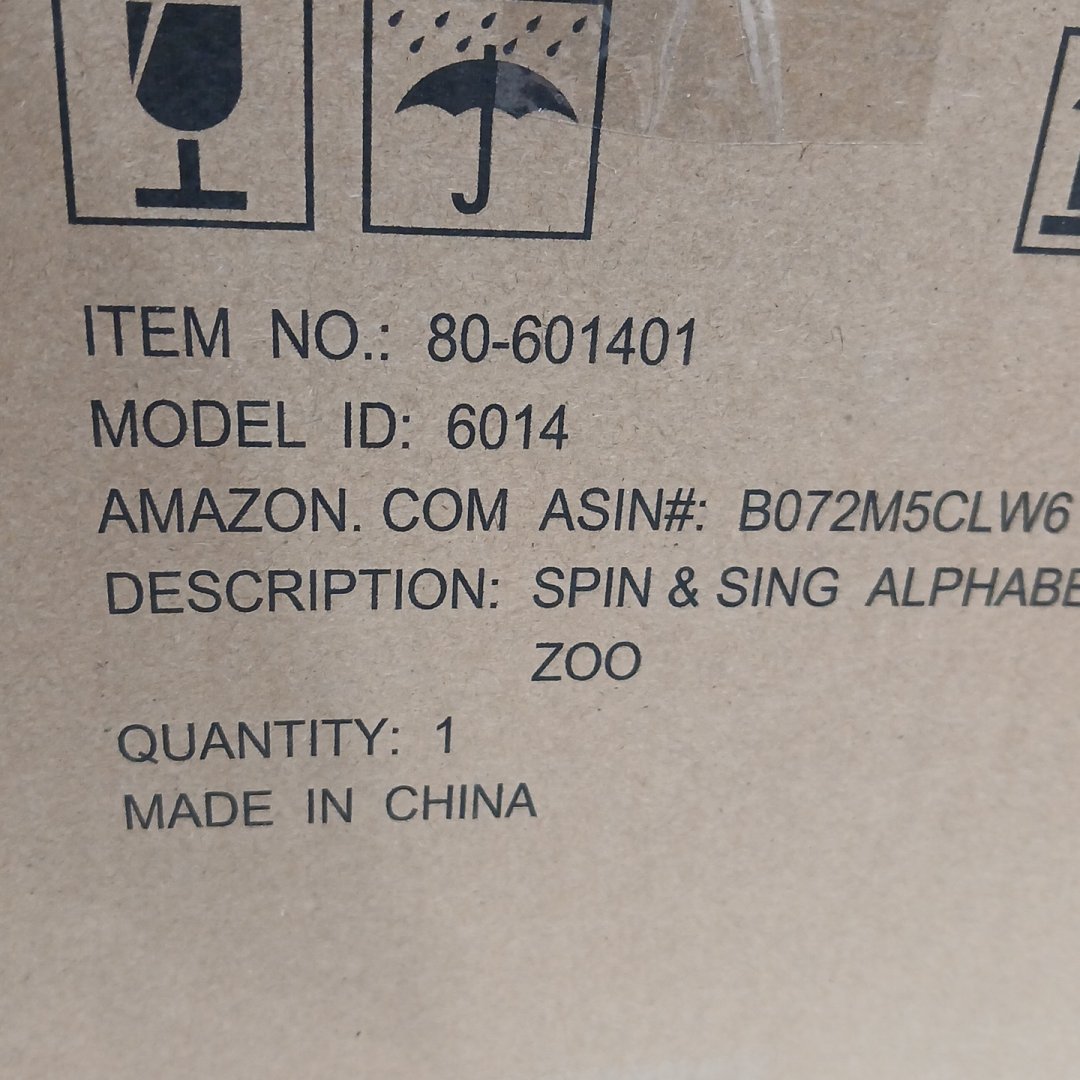 ITEM NO.: 80-601401
MODEL ID: 6014
AMAZON. COM ASIN#: B072M5CLW6
DESCRIPTION: SPIN & SING ALPHABE
ZOO
QUANTITY: 1
MADE IN CHINA